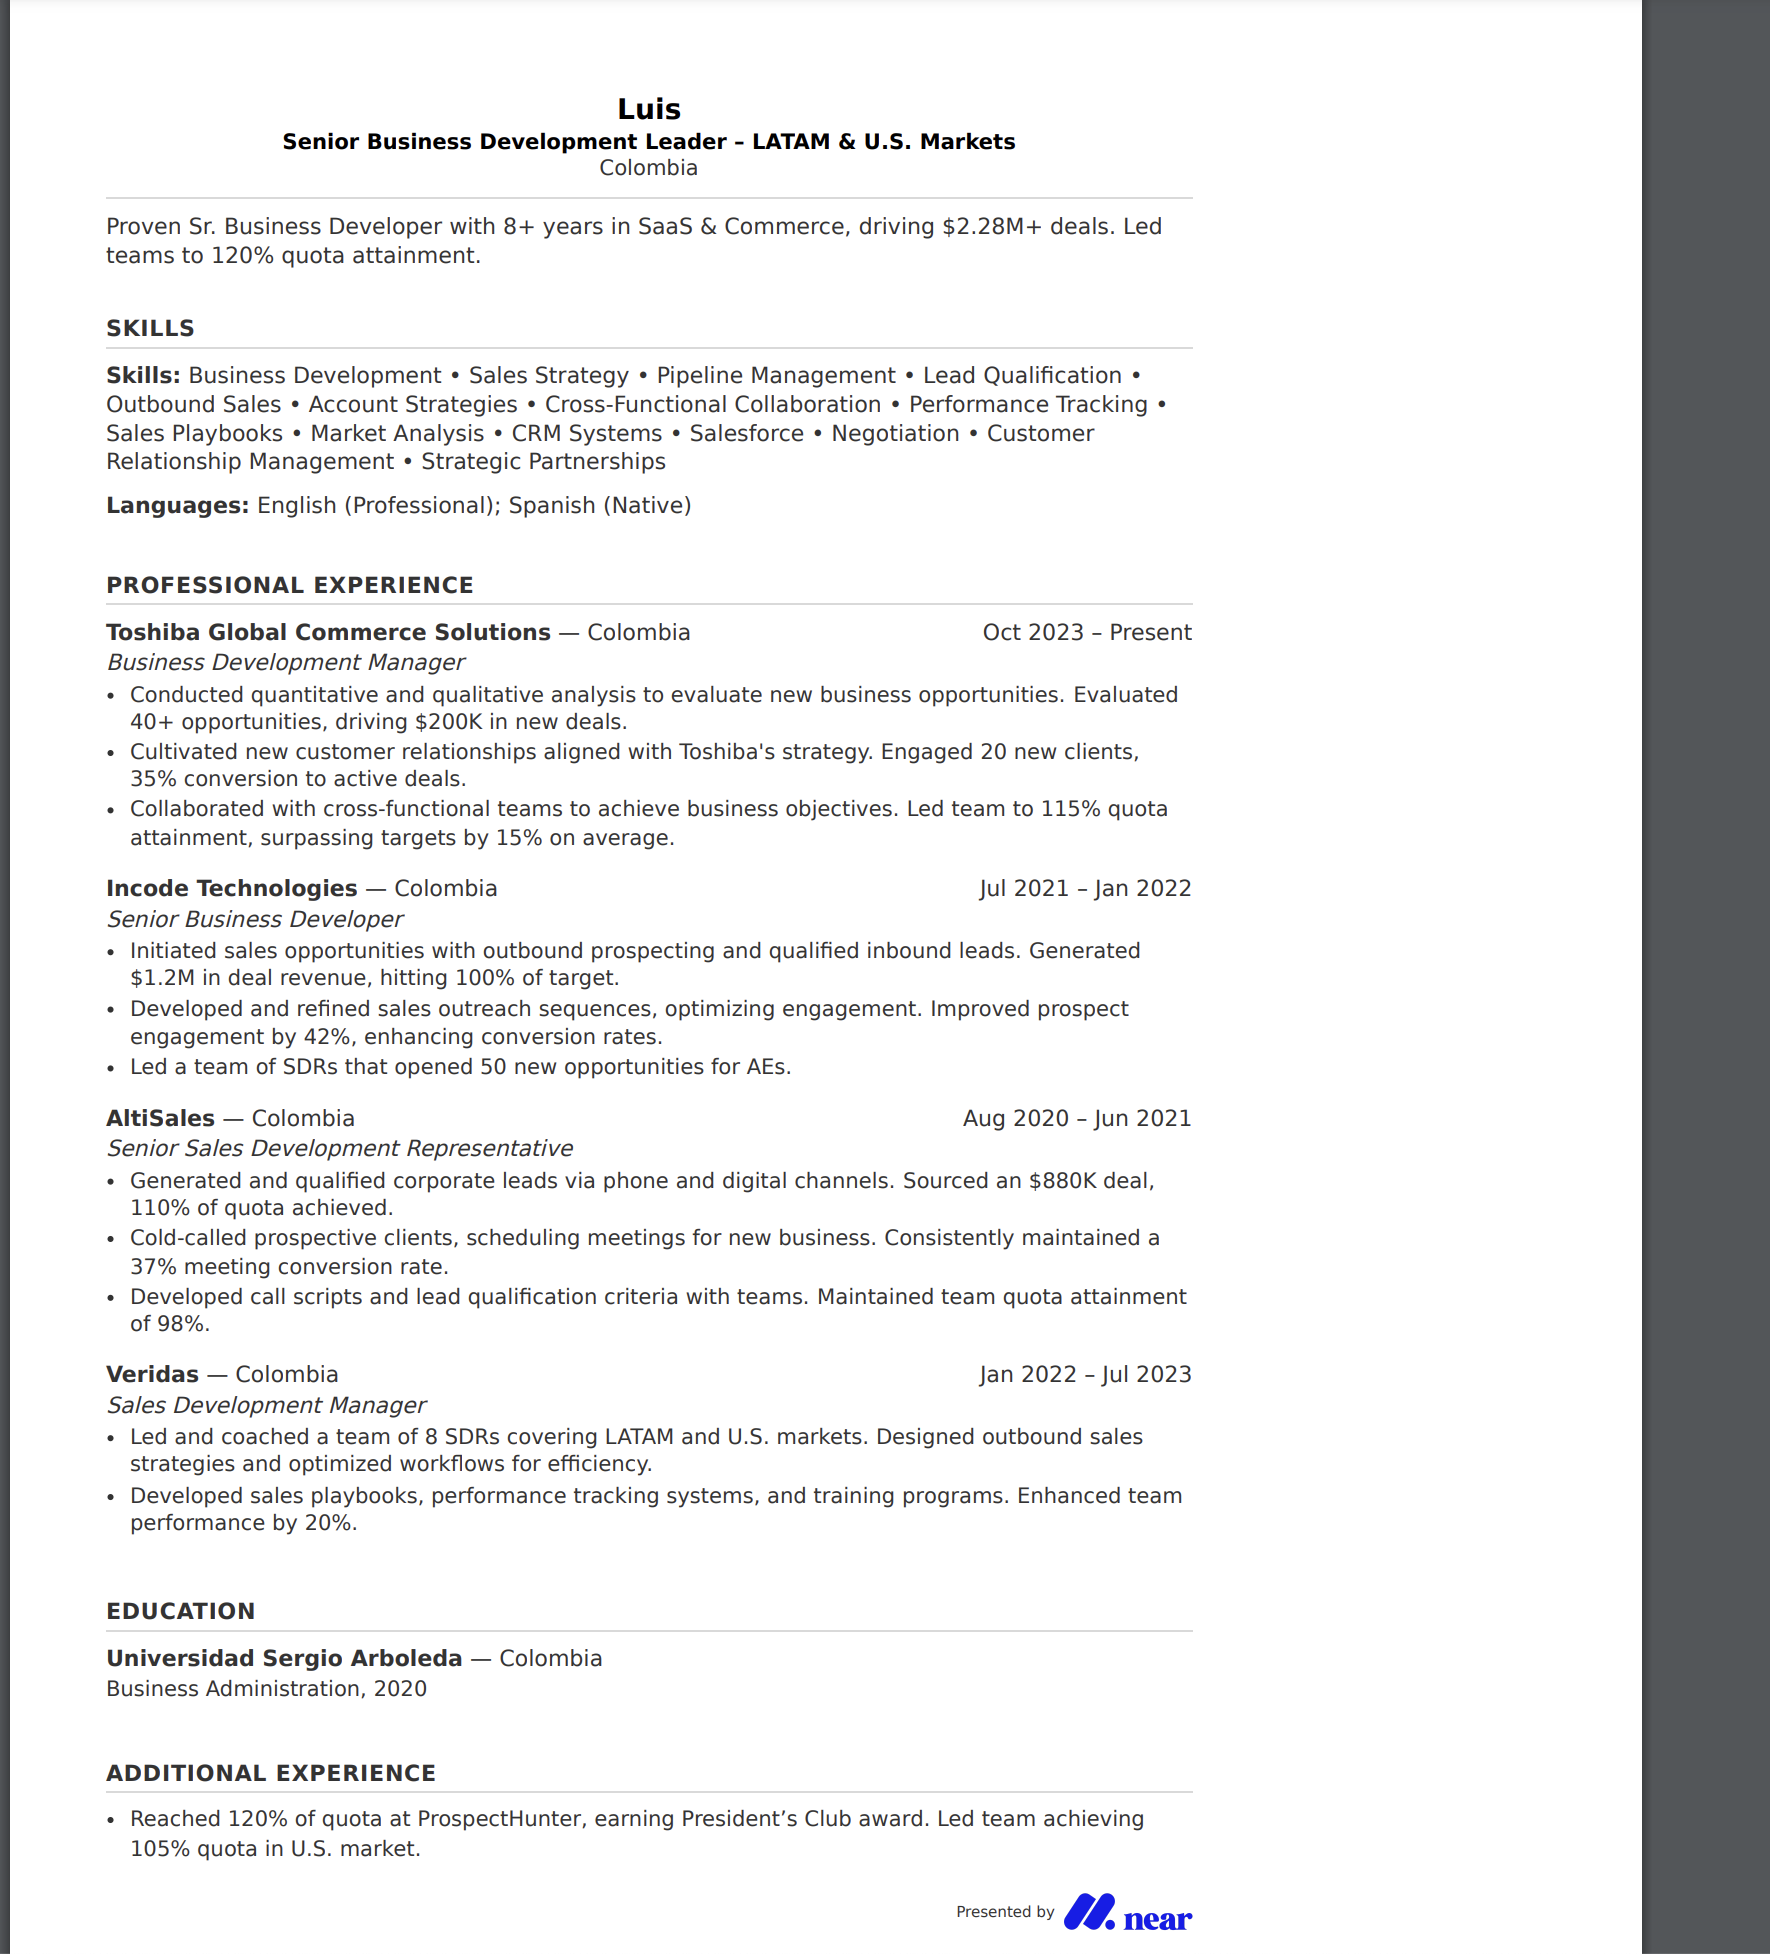 Luis
Senior Business Development Leader – LATAM & U.S. Markets
Colombia
Proven Sr. Business Developer with 8+ years in SaaS & Commerce, driving $2.28M+ deals. Led
teams to 120% quota attainment.
SKILLS
Skills: Business Development • Sales Strategy • Pipeline Management • Lead Qualification •
Outbound Sales • Account Strategies • Cross-Functional Collaboration • Performance Tracking •
Sales Playbooks • Market Analysis • CRM Systems • Salesforce • Negotiation • Customer
Relationship Management • Strategic Partnerships
Languages: English (Professional); Spanish (Native)
PROFESSIONAL EXPERIENCE
Toshiba Global Commerce Solutions — Colombia Oct 2023 – Present
Business Development Manager
• Conducted quantitative and qualitative analysis to evaluate new business opportunities. Evaluated
40+ opportunities, driving $200K in new deals.
• Cultivated new customer relationships aligned with Toshiba's strategy. Engaged 20 new clients,
35% conversion to active deals.
• Collaborated with cross-functional teams to achieve business objectives. Led team to 115% quota
attainment, surpassing targets by 15% on average.
Incode Technologies — Colombia Jul 2021 – Jan 2022
Senior Business Developer
• Initiated sales opportunities with outbound prospecting and qualified inbound leads. Generated
$1.2M in deal revenue, hitting 100% of target.
• Developed and refined sales outreach sequences, optimizing engagement. Improved prospect
engagement by 42%, enhancing conversion rates.
• Led a team of SDRs that opened 50 new opportunities for AEs.
AltiSales — Colombia Aug 2020 – Jun 2021
Senior Sales Development Representative
• Generated and qualified corporate leads via phone and digital channels. Sourced an $880K deal,
110% of quota achieved.
• Cold-called prospective clients, scheduling meetings for new business. Consistently maintained a
37% meeting conversion rate.
• Developed call scripts and lead qualification criteria with teams. Maintained team quota attainment
of 98%.
Veridas — Colombia Jan 2022 – Jul 2023
Sales Development Manager
• Led and coached a team of 8 SDRs covering LATAM and U.S. markets. Designed outbound sales
strategies and optimized workflows for efficiency.
• Developed sales playbooks, performance tracking systems, and training programs. Enhanced team
performance by 20%.
EDUCATION
Universidad Sergio Arboleda — Colombia
Business Administration, 2020
ADDITIONAL EXPERIENCE
• Reached 120% of quota at ProspectHunter, earning President’s Club award. Led team achieving
105% quota in U.S. market.
Presented by near